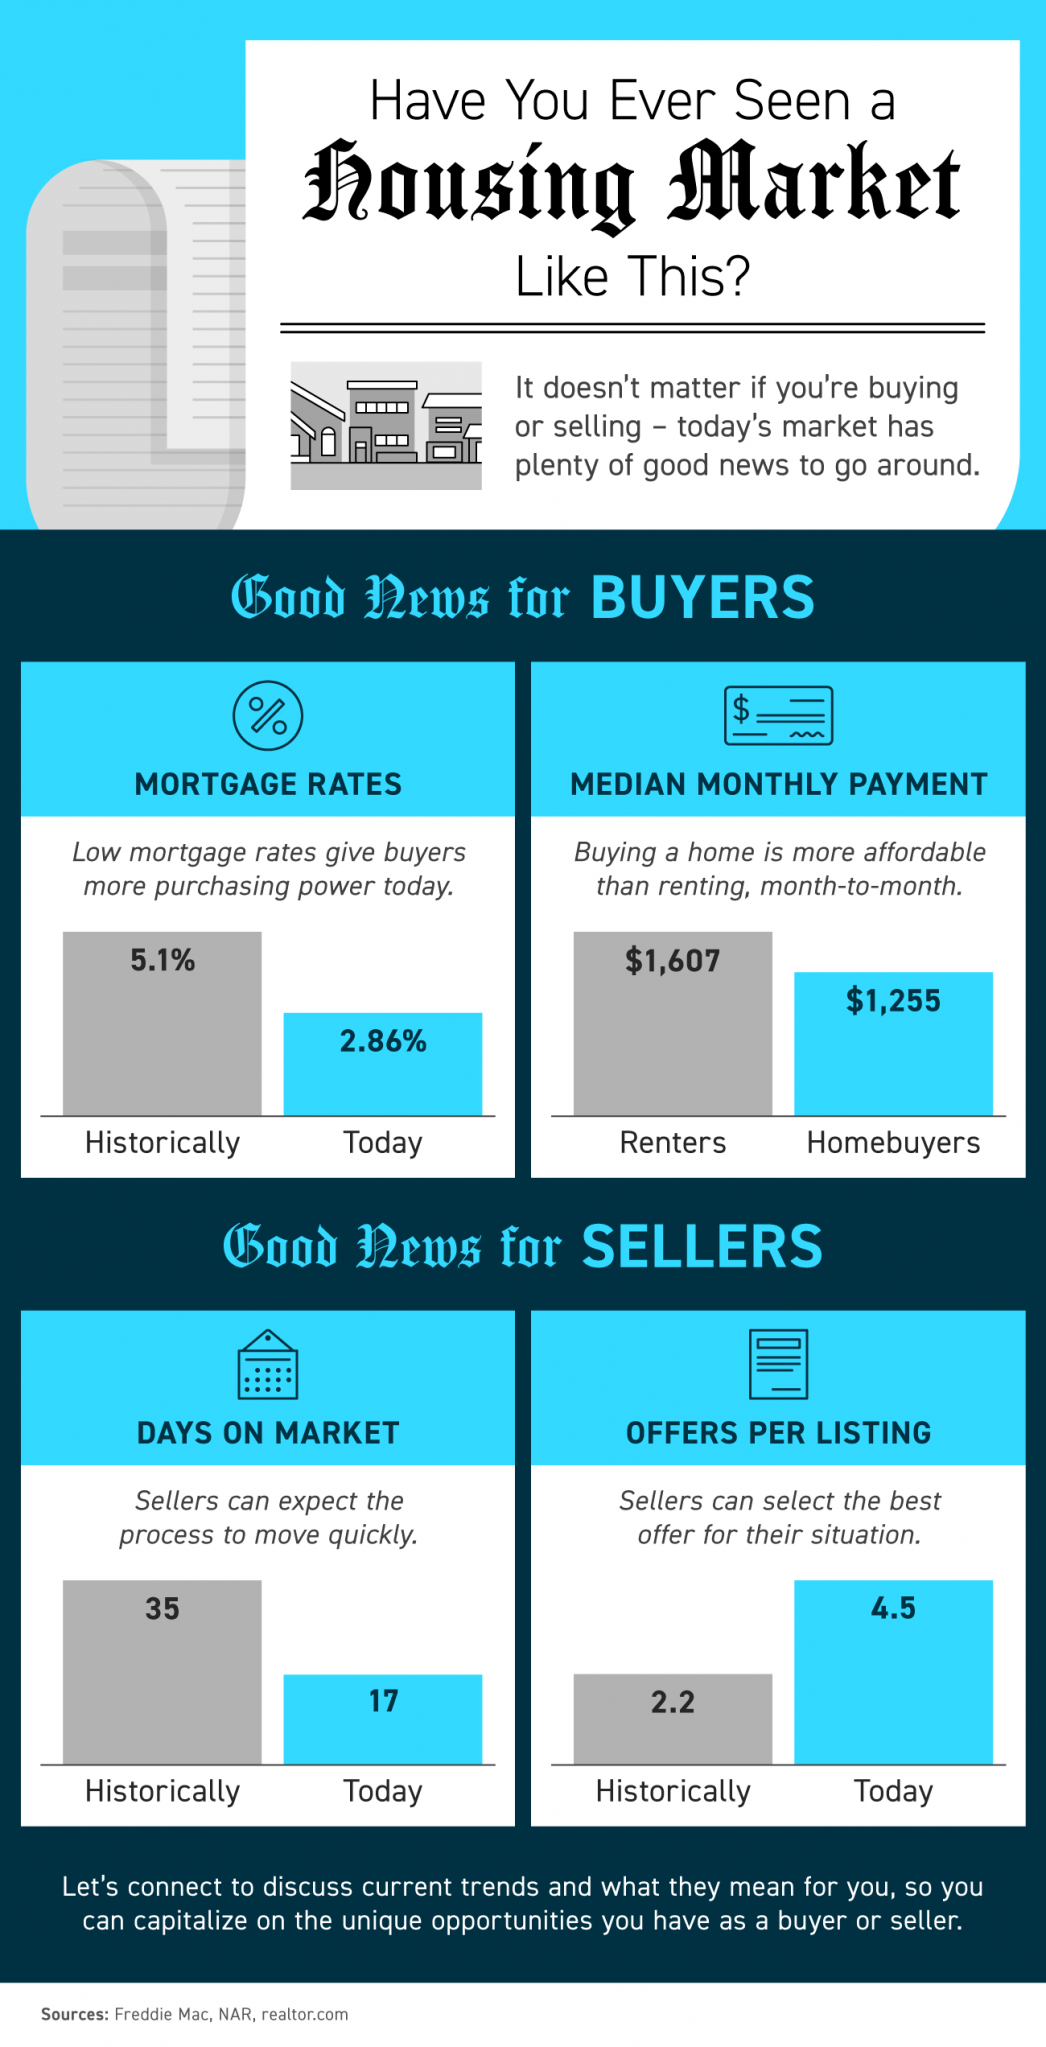 Have You Ever Seen a
Housing Market
Like This?
It doesn't matter if you're buying
or selling – today's market has
plenty of good news to go around.
Good News for BUYERS
MORTGAGE RATES
Low mortgage rates give buyers
more purchasing power today.
5.1%
2.86%
Historically
Today
MEDIAN MONTHLY PAYMENT
Buying a home is more affordable
than renting, month-to-month.
$1,607
$1,255
Renters
Homebuyers
Good News for SELLERS
DAYS ON MARKET
Sellers can expect the
process to move quickly.
35
17
Historically
Today
OFFERS PER LISTING
Sellers can select the best
offer for their situation.
2.2
4.5
Historically
Today
Let's connect to discuss current trends and what they mean for you, so you
can capitalize on the unique opportunities you have as a buyer or seller.
Sources: Freddie Mac, NAR, realtor.com